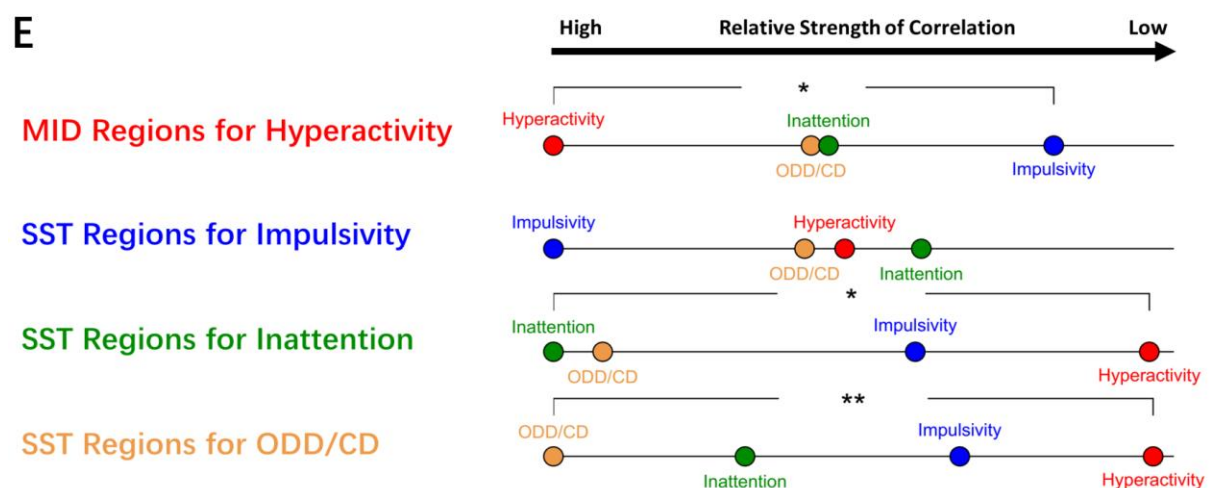 E
High Relative Strength of Correlation Low
*
MID Regions for Hyperactivity
Hyperactivity Inattention
ODD/CD Impulsivity
SST Regions for Impulsivity
Impulsivity Hyperactivity
ODD/CD Inattention
*
SST Regions for Inattention
Inattention Impulsivity
ODD/CD Hyperactivity
**
SST Regions for ODD/CD
ODD/CD Impulsivity
Inattention Hyperactivity